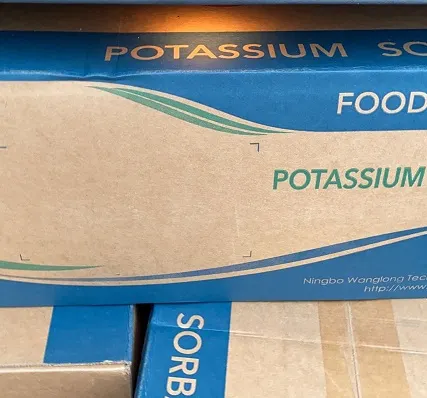 POTASSIUM SO
FOOD
POTASSIUM
Ningbo Wanglong Tec
http://www.
SORB